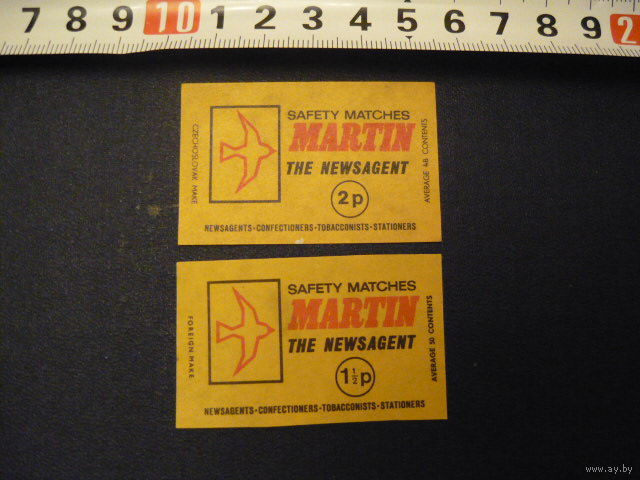 7 8 9 10 1 2 3 4 5 6 7 8 9 2
CZECHOSLOVAK MAKE
SAFETY MATCHES
MARTIN
THE NEWSAGENT
2p
AVERAGE 48 CONTENTS
NEWSAGENTS·CONFECTIONERS·TOBACCONISTS·STATIONERS
FOREIGN MAKE
SAFETY MATCHES
MARTIN
THE NEWSAGENT
1½p
AVERAGE 50 CONTENTS
NEWSAGENTS·CONFECTIONERS·TOBACCONISTS·STATIONERS
www.ay.by